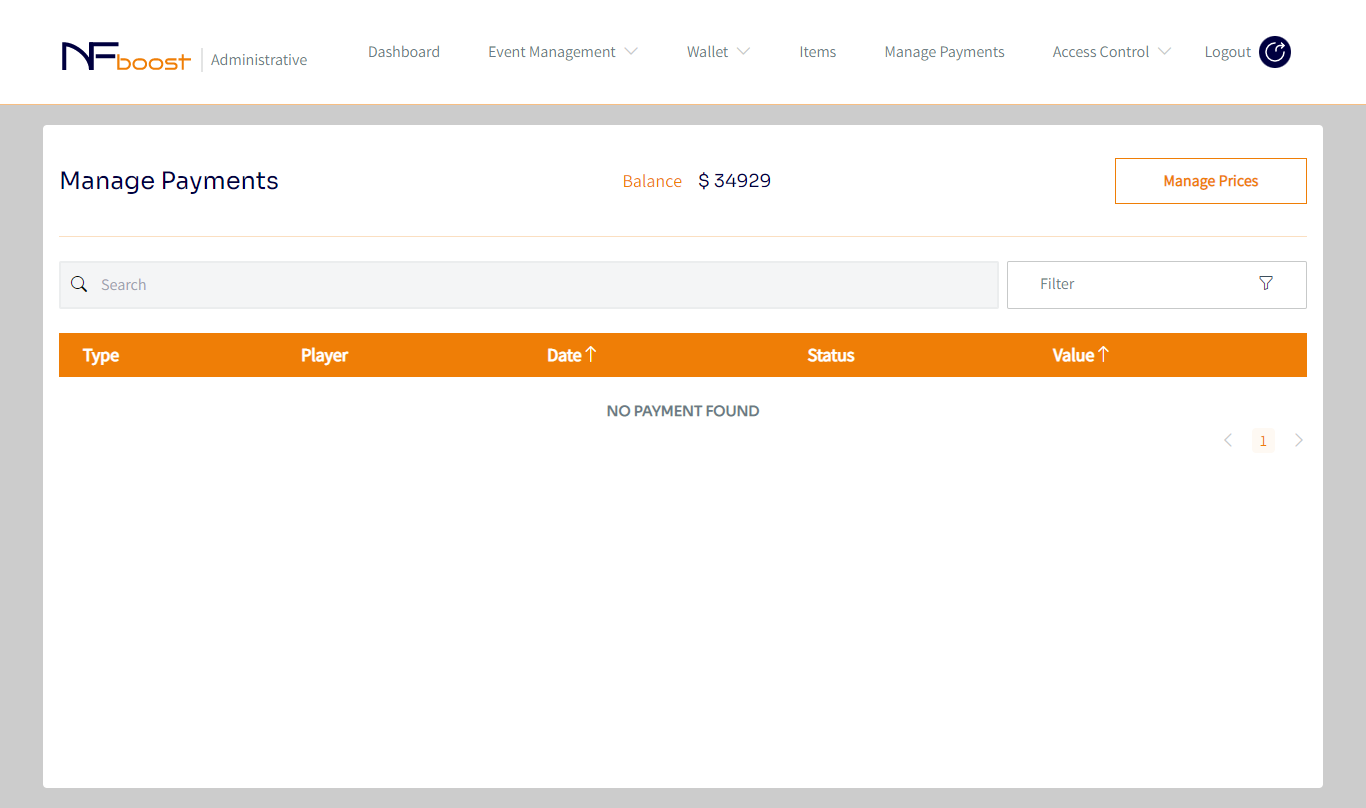 NFboost Administrative Dashboard Event Management Wallet Items Manage Payments Access Control Logout
Manage Payments Balance $ 34929 Manage Prices
Search Filter
Type Player Date Status Value
NO PAYMENT FOUND
1